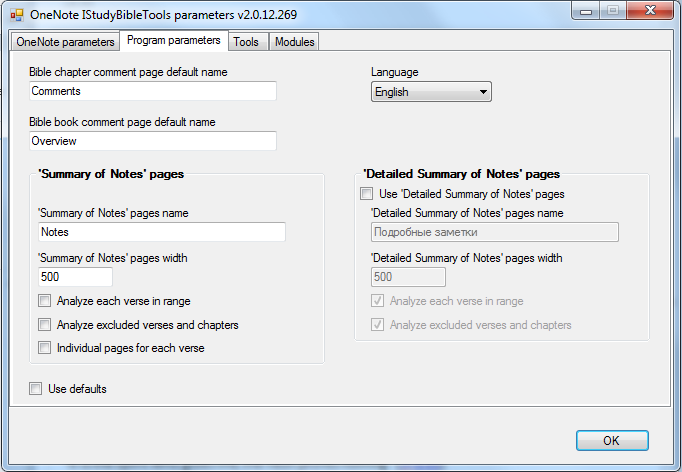 OneNote IStudyBibleTools parameters v2.0.12.269
OneNote parameters
Program parameters
Tools
Modules
Bible chapter comment page default name
Comments
Language
English
Bible book comment page default name
Overview
'Summary of Notes' pages
'Summary of Notes' pages name
Notes
'Summary of Notes' pages width
500
Analyze each verse in range
Analyze excluded verses and chapters
Individual pages for each verse
'Detailed Summary of Notes' pages
Use 'Detailed Summary of Notes' pages
'Detailed Summary of Notes' pages name
Подробные заметки
'Detailed Summary of Notes' pages width
500
Analyze each verse in range
Analyze excluded verses and chapters
Use defaults
OK